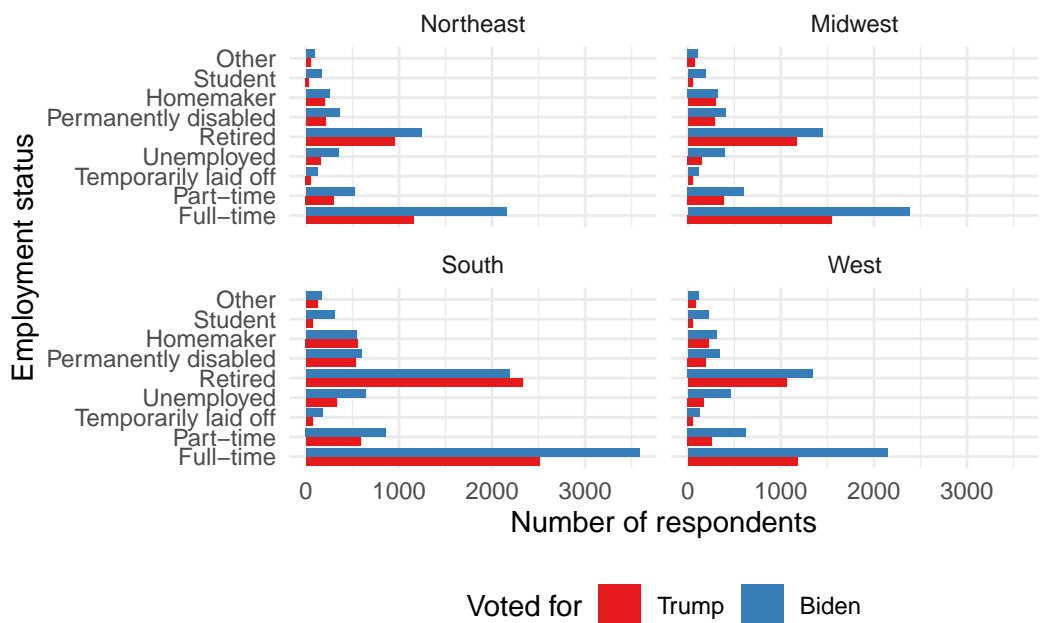 Northeast
Midwest
Other
Student
Homemaker
Permanently disabled
Retired
Unemployed
Temporarily laid off
Part−time
Full−time
South
West
Other
Student
Homemaker
Permanently disabled
Retired
Unemployed
Temporarily laid off
Part−time
Full−time
Employment status
0 1000 2000 3000
0 1000 2000 3000
Number of respondents
Voted for Trump Biden